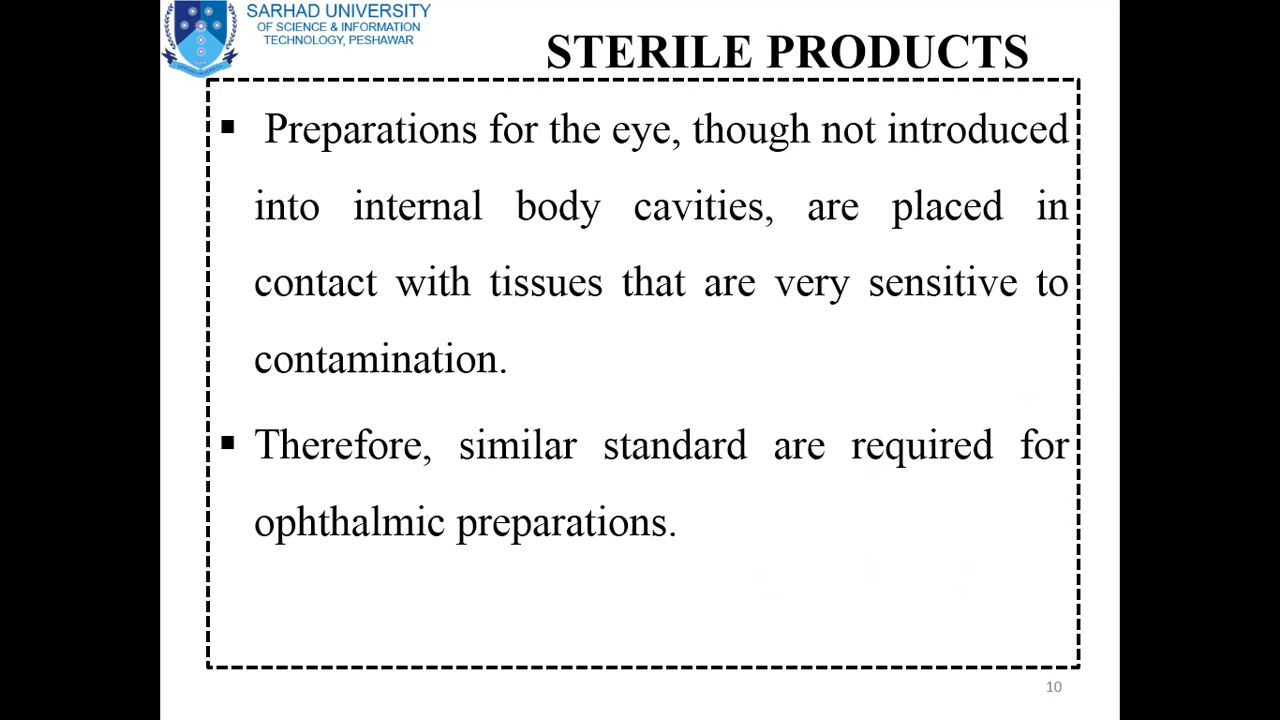 SARHAD UNIVERSITY
OF SCIENCE & INFORMATION
TECHNOLOGY, PESHAWAR
STERILE PRODUCTS
▪ Preparations for the eye, though not introduced
into internal body cavities, are placed in
contact with tissues that are very sensitive to
contamination.
▪ Therefore, similar standard are required for
ophthalmic preparations.
10